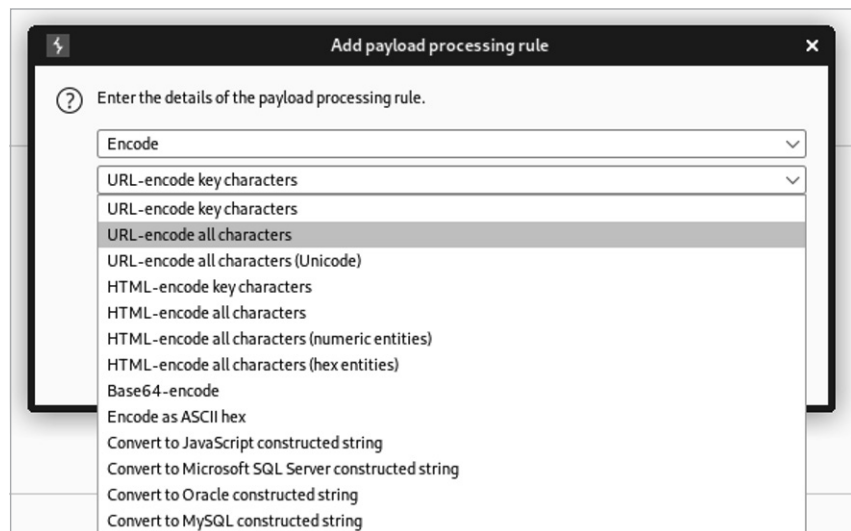 Add payload processing rule
Enter the details of the payload processing rule.
Encode
URL-encode key characters
URL-encode key characters
URL-encode all characters
URL-encode all characters (Unicode)
HTML-encode key characters
HTML-encode all characters
HTML-encode all characters (numeric entities)
HTML-encode all characters (hex entities)
Base64-encode
Encode as ASCII hex
Convert to JavaScript constructed string
Convert to Microsoft SQL Server constructed string
Convert to Oracle constructed string
Convert to MySQL constructed string